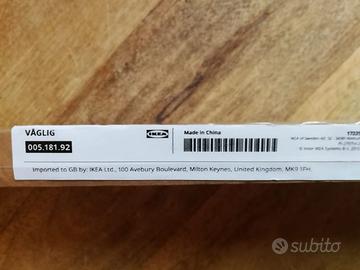 VÅGLIG
005.181.92
IKEA
Made in China
Imported to GB by: IKEA Ltd., 100 Avebury Boulevard, Milton Keynes, United Kingdom, MK9 1FH.
subito